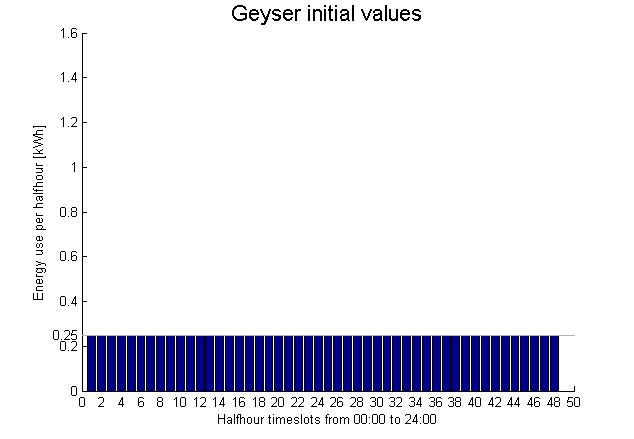 Geyser initial values
Energy use per halfhour [kWh]
1.6
1.4
1.2
1
0.8
0.6
0.4
0.25
0.2
0
0 2 4 6 8 10 12 14 16 18 20 22 24 26 28 30 32 34 36 38 40 42 44 46 48 50
Halfhour timeslots from 00:00 to 24:00